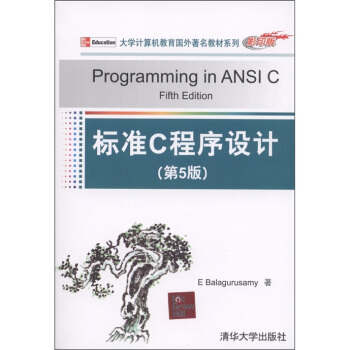 Education 大学计算机教育国外著名教材系列 影印版
Programming in ANSI C
Fifth Edition
标准C程序设计
(第5版)
E Balagurusamy 著
清华大学出版社